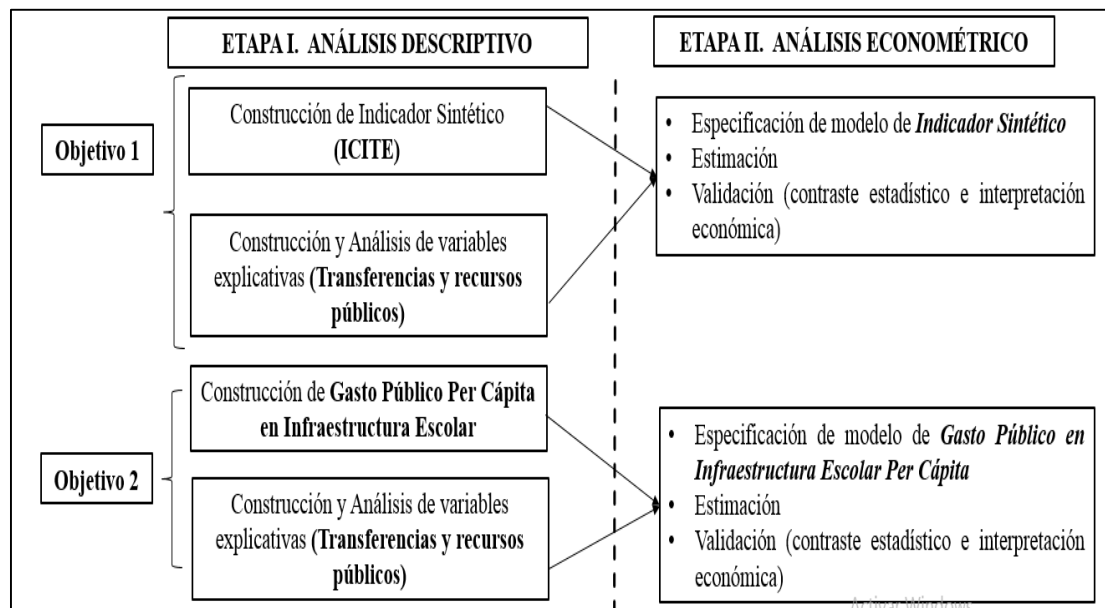 ETAPA I. ANÁLISIS DESCRIPTIVO
ETAPA II. ANÁLISIS ECONOMÉTRICO
Objetivo 1
Construcción de Indicador Sintético
(ICITE)
Construcción y Análisis de variables
explicativas (Transferencias y recursos
públicos)
• Especificación de modelo de Indicador Sintético
• Estimación
• Validación (contraste estadístico e interpretación
económica)
Objetivo 2
Construcción de Gasto Público Per Cápita
en Infraestructura Escolar
Construcción y Análisis de variables
explicativas (Transferencias y recursos
públicos)
• Especificación de modelo de Gasto Público en
Infraestructura Escolar Per Cápita
• Estimación
• Validación (contraste estadístico e interpretación
económica)
Activar Windows